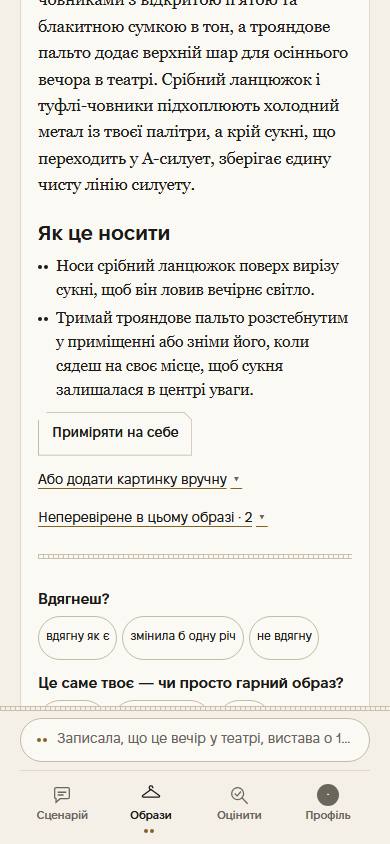 човниками з відкритою п'ятою та
блакитною сумкою в тон, а трояндове
пальто додає верхній шар для осіннього
вечора в театрі. Срібний ланцюжок і
туфлі-човники підхоплюють холодний
метал із твоєї палітри, а крій сукні, що
переходить у А-силует, зберігає єдину
чисту лінію силуету.
Як це носити
Носи срібний ланцюжок поверх вирізу
сукні, щоб він ловив вечірнє світло.
Тримай трояндове пальто розстебнутим
у приміщенні або зніми його, коли
сядеш на своє місце, щоб сукня
залишалася в центрі уваги.
Приміряти на себе
Або додати картинку вручну ▾
Неперевірене в цьому образі · 2 ▾
Вдягнеш?
вдягну як є змінила б одну річ не вдягну
Це саме твоє — чи просто гарний образ?
Записала, що це вечір у театрі, вистава о 1...
Сценарій Образи Оцінити Профіль